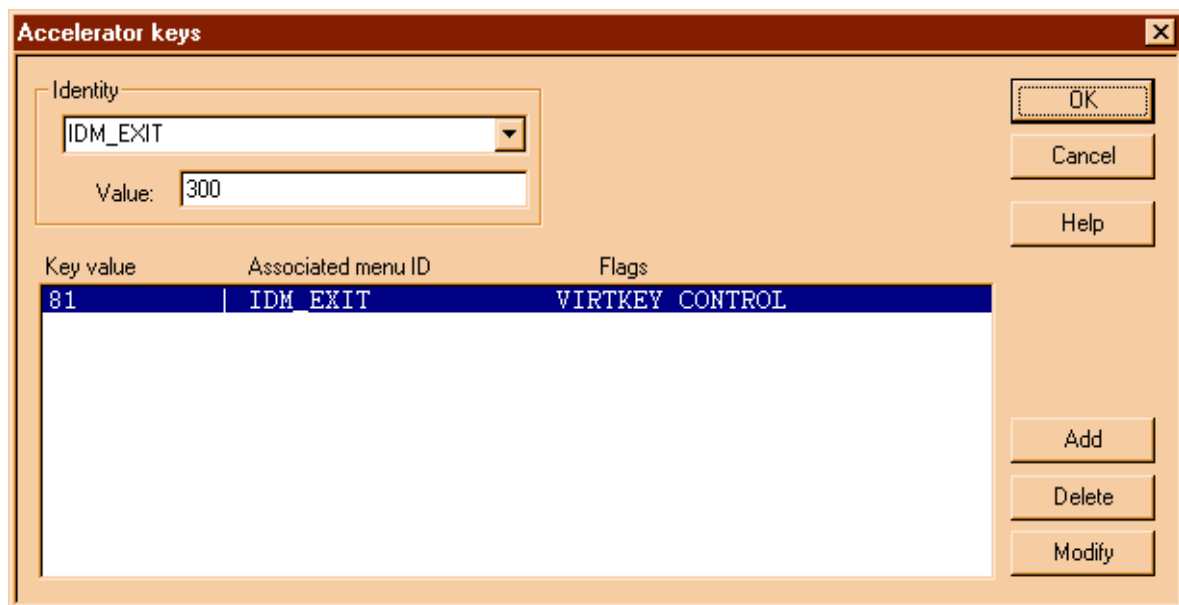 Accelerator keys
Identity
IDM_EXIT
Value: 300
OK
Cancel
Help
Key value Associated menu ID Flags
81 | IDM_EXIT VIRTKEY CONTROL
Add
Delete
Modify